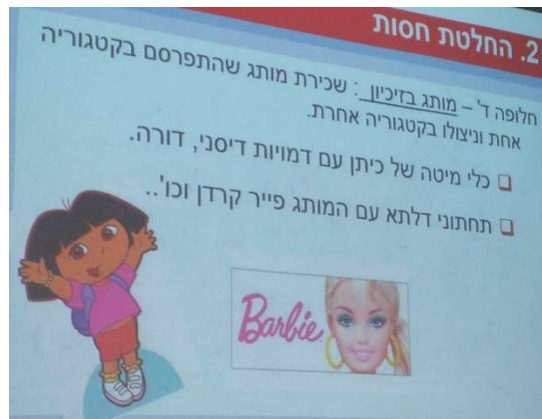 2. החלטת חסות
חלופה ד' – מותג בזיכיון : שכירת מותג שהתפרסם בקטגוריה
אחת וניצולו בקטגוריה אחרת.
כלי מיטה של כיתן עם דמויות דיסני, דורה.
תחתוני דלתא עם המותג פייר קרדן וכו'..
Barbie